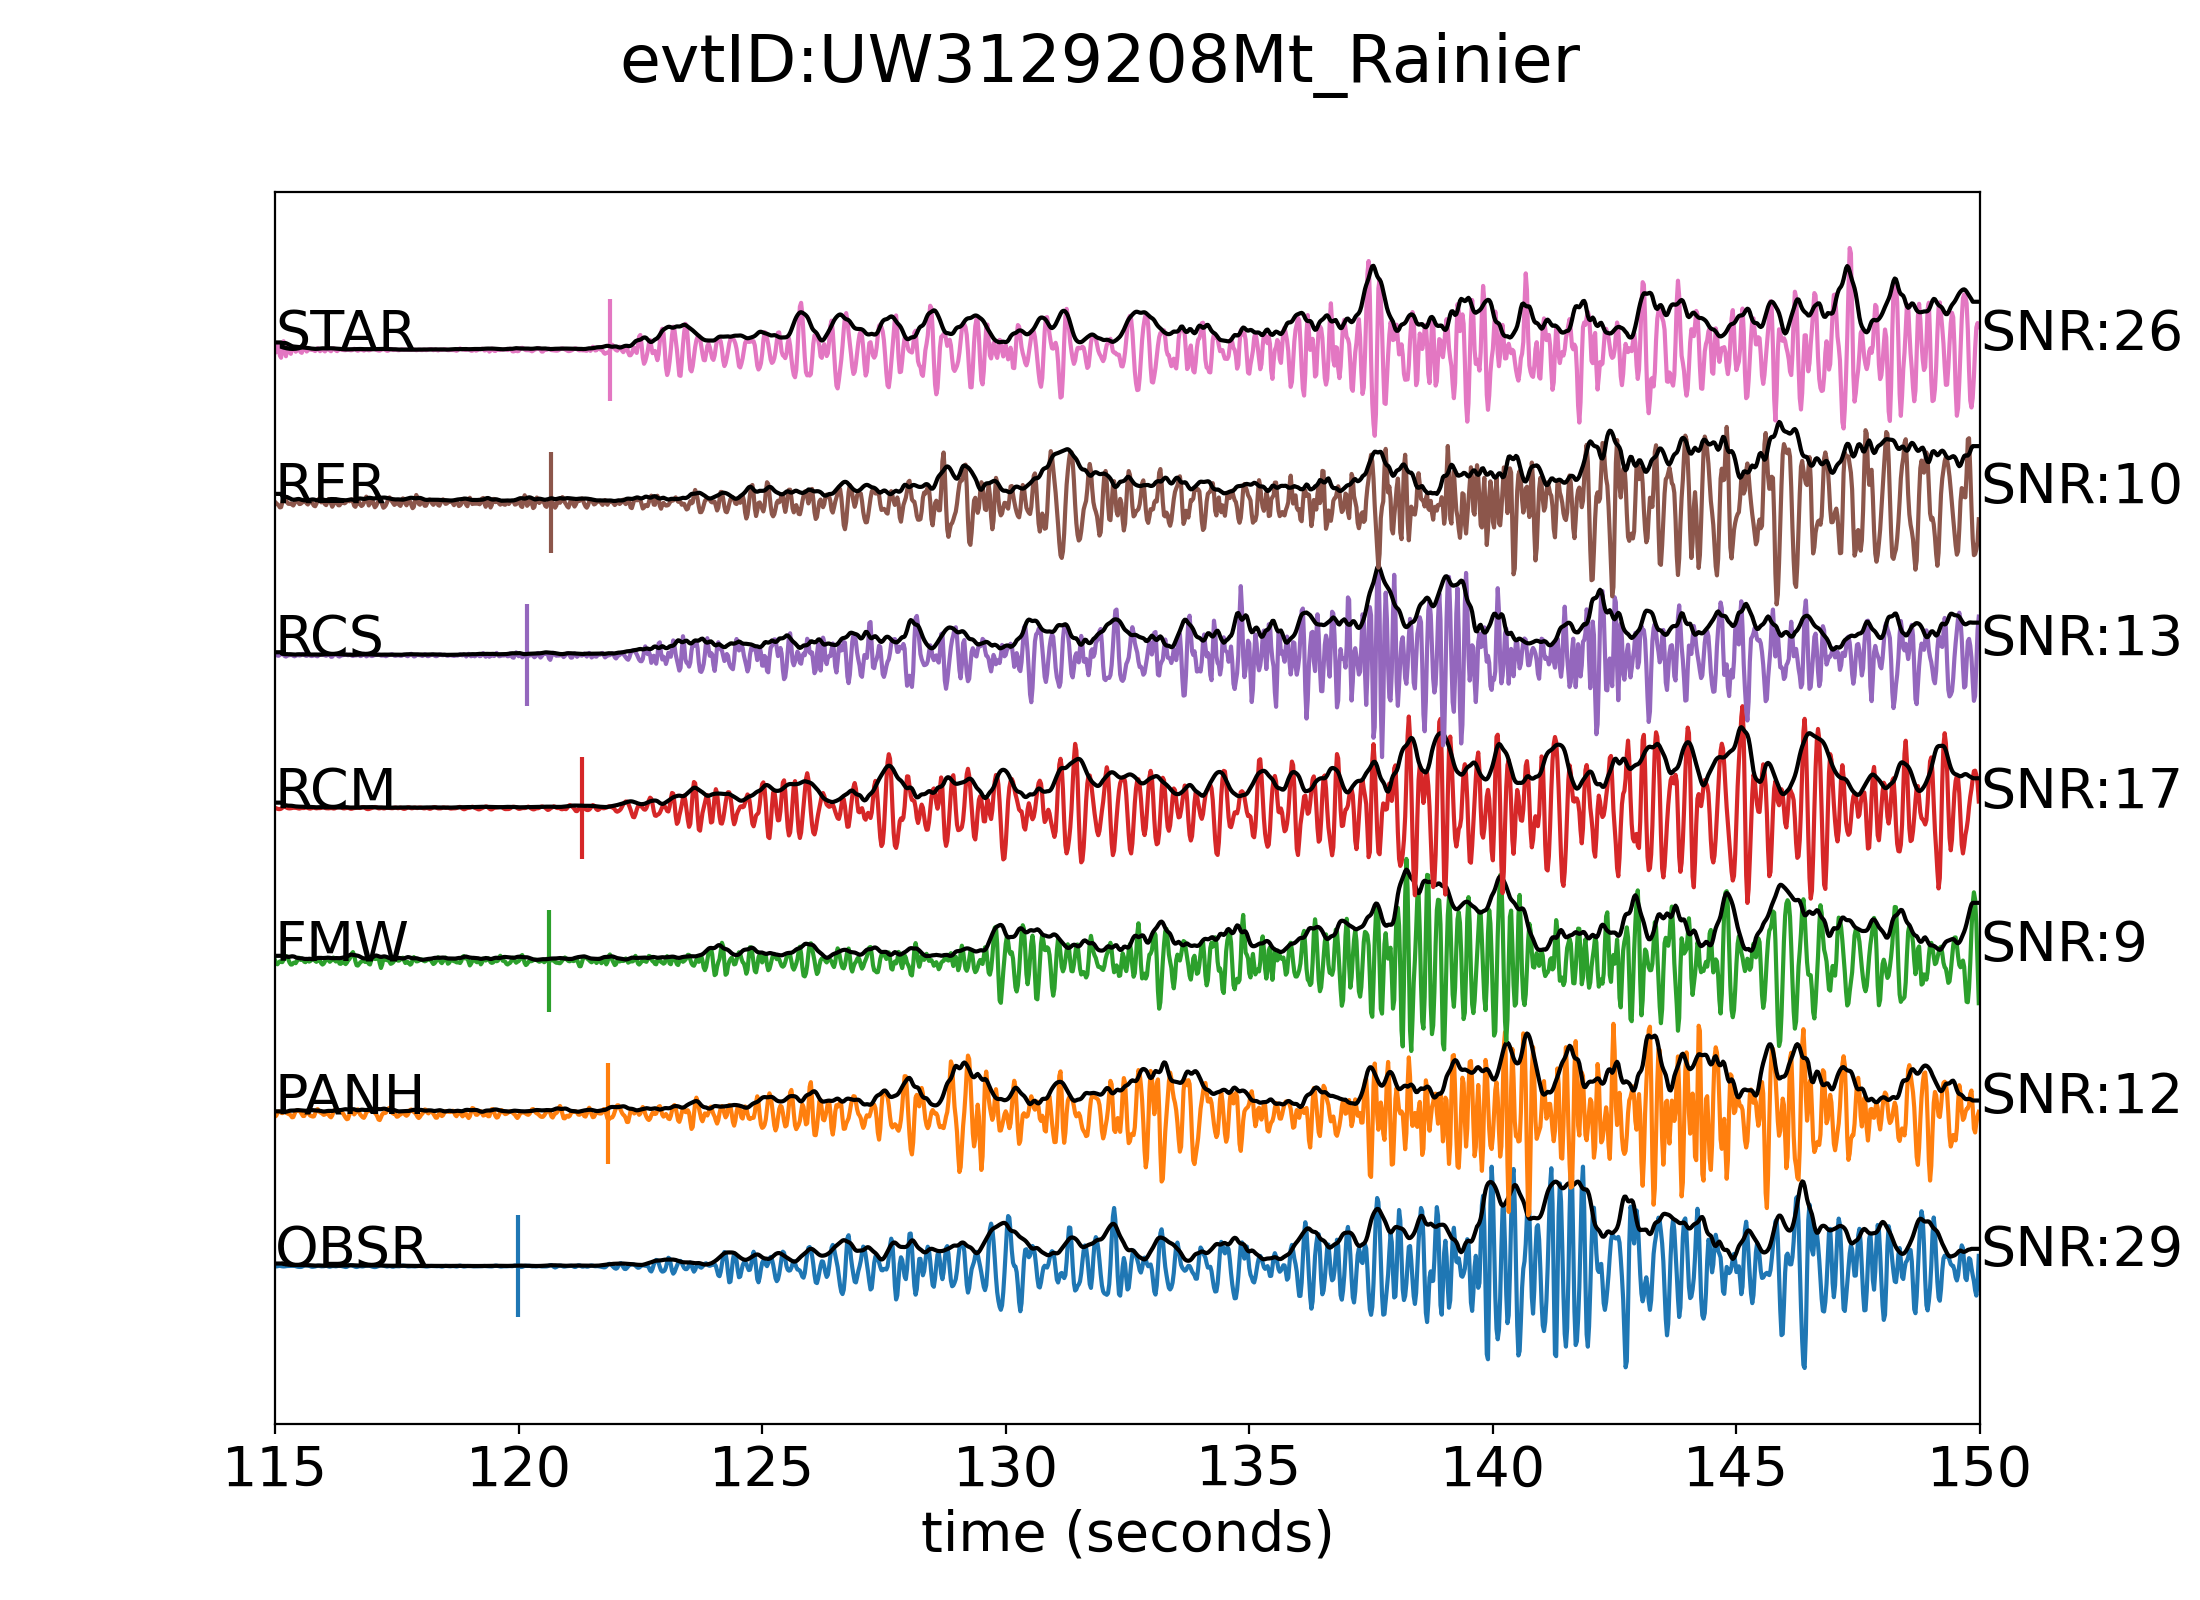 evtID:UW3129208Mt_Rainier
STAR SNR:26
RER SNR:10
RCS SNR:13
RCM SNR:17
FMW SNR:9
PANH SNR:12
OBSR SNR:29
115 120 125 130 135 140 145 150
time (seconds)